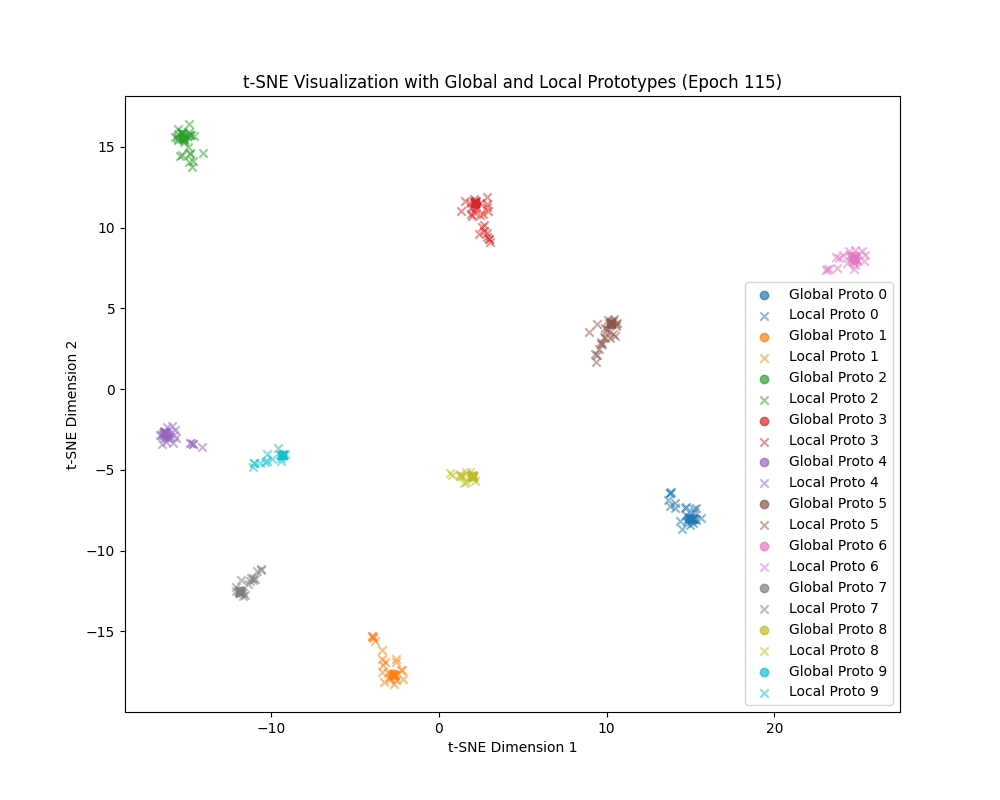 t-SNE Visualization with Global and Local Prototypes (Epoch 115)
t-SNE Dimension 2
15
10
5
0
−5
−10
−15
−10
0
10
20
t-SNE Dimension 1
Global Proto 0
Local Proto 0
Global Proto 1
Local Proto 1
Global Proto 2
Local Proto 2
Global Proto 3
Local Proto 3
Global Proto 4
Local Proto 4
Global Proto 5
Local Proto 5
Global Proto 6
Local Proto 6
Global Proto 7
Local Proto 7
Global Proto 8
Local Proto 8
Global Proto 9
Local Proto 9